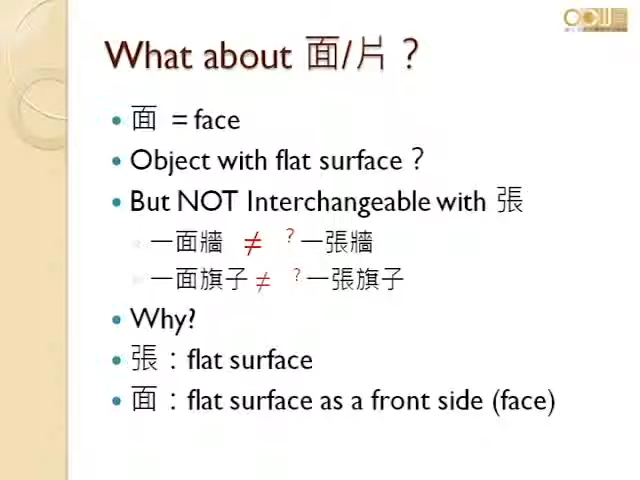 What about 面/片？
面 = face
Object with flat surface？
But NOT Interchangeable with 張
一面牆 ≠ ？一張牆
一面旗子 ≠ ？一張旗子
Why?
張：flat surface
面：flat surface as a front side (face)